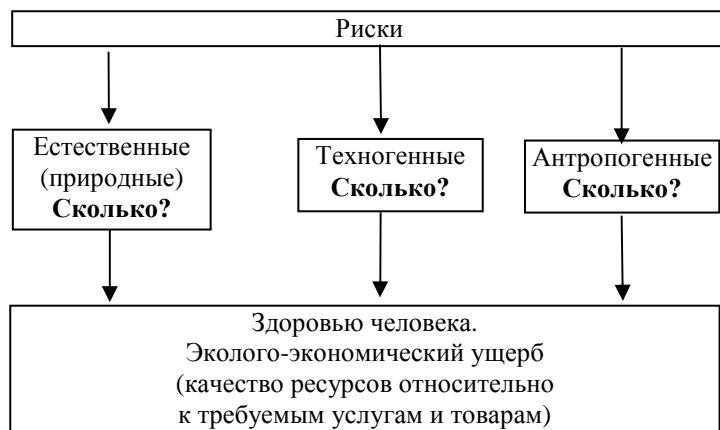 Риски
Естественные
(природные)
Сколько?
Техногенные
Сколько?
Антропогенные
Сколько?
Здоровью человека.
Эколого-экономический ущерб
(качество ресурсов относительно
к требуемым услугам и товарам)